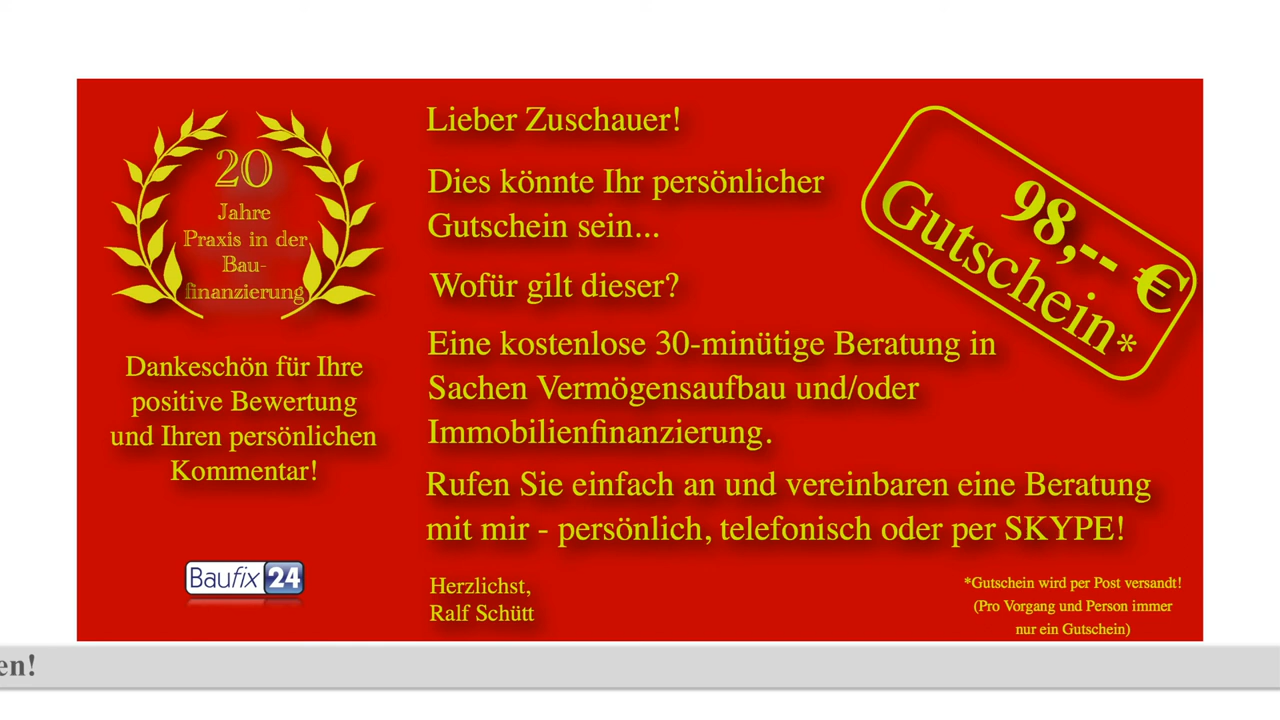 20
Jahre
Praxis in der
Bau-
finanzierung
Dankeschön für Ihre
positive Bewertung
und Ihren persönlichen
Kommentar!
Baufix 24
Lieber Zuschauer!
Dies könnte Ihr persönlicher
Gutschein sein...
Wofür gilt dieser?
Eine kostenlose 30-minütige Beratung in
Sachen Vermögensaufbau und/oder
Immobilienfinanzierung.
Rufen Sie einfach an und vereinbaren eine Beratung
mit mir - persönlich, telefonisch oder per SKYPE!
Herzlichst,
Ralf Schütt
98,-- €
Gutschein*
*Gutschein wird per Post versandt!
(Pro Vorgang und Person immer
nur ein Gutschein)
en!